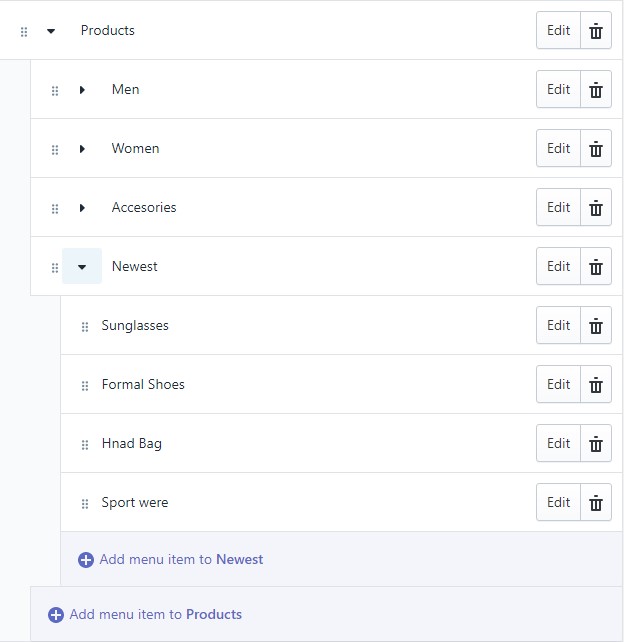 Products Edit
Men Edit
Women Edit
Accesories Edit
Newest Edit
Sunglasses Edit
Formal Shoes Edit
Hnad Bag Edit
Sport were Edit
Add menu item to Newest
Add menu item to Products